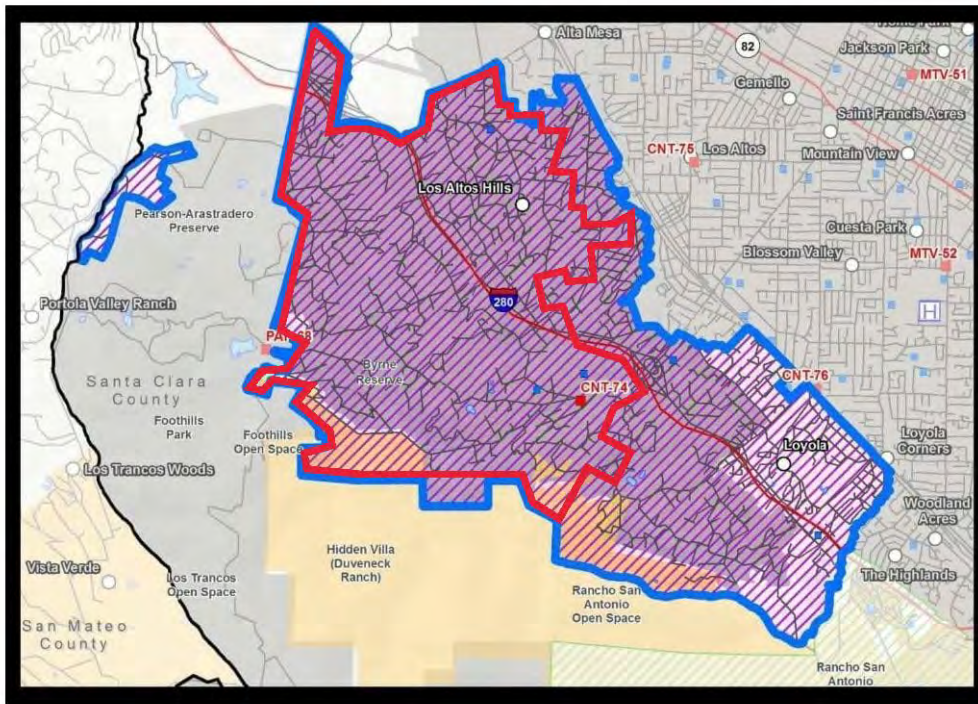 Alta Mesa
82
Jackson Park
MTV-51
Gemello
Saint Francis Acres
CNT-75
Los Altos
Mountain View
Los Altos Hills
Pearson-Arastradero
Preserve
Cuesta Park
Blossom Valley
MTV-52
280
Portola Valley Ranch
H
Byrne
Reserve
Santa Clara
County
CNT-74
CNT-76
Foothills
Park
Foothills
Open Space
Loyola
Loyola
Corners
Los Trancos Woods
Woodland
Acres
Hidden Villa
(Duveneck
Ranch)
Vista Verde
Los Trancos
Open Space
The Highlands
Rancho San
Antonio
Open Space
San Mateo
County
Rancho San
Antonio